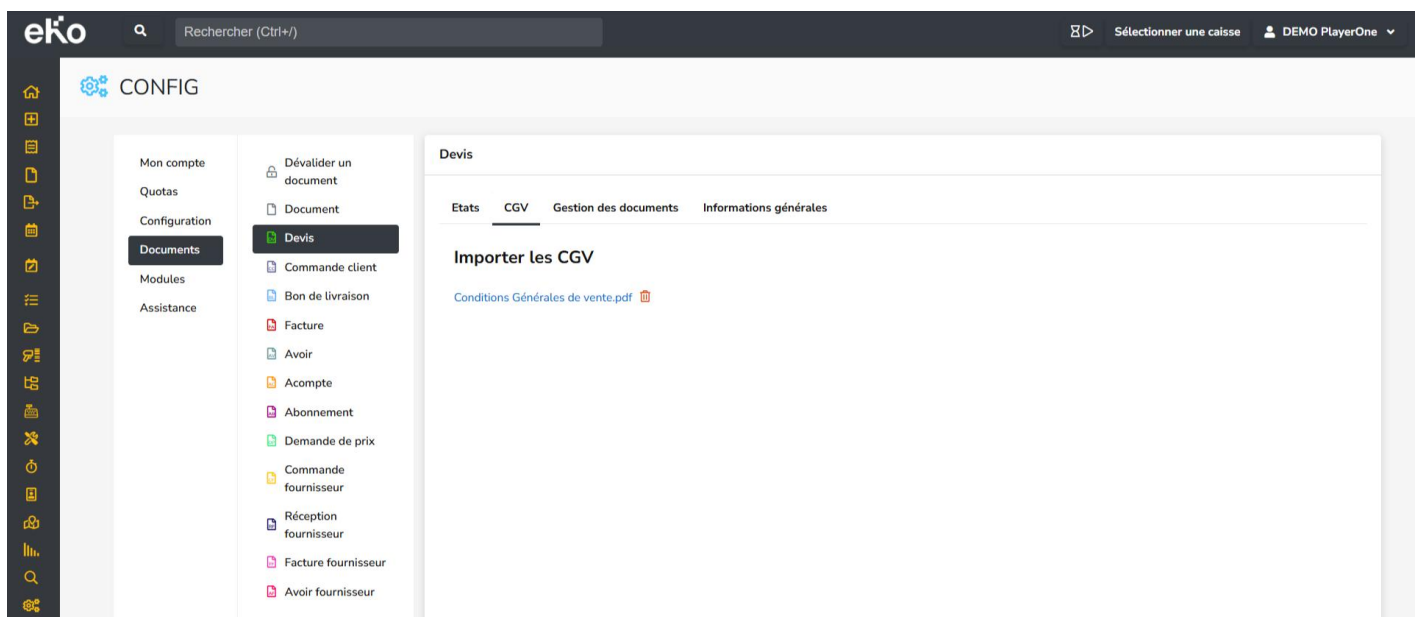 eko
Rechercher (Ctrl+/)
Sélectionner une caisse
DEMO PlayerOne
CONFIG
Mon compte
Quotas
Configuration
Documents
Modules
Assistance
Dévalider un
document
Document
Devis
Commande client
Bon de livraison
Facture
Avoir
Acompte
Abonnement
Demande de prix
Commande
fournisseur
Réception
fournisseur
Facture fournisseur
Avoir fournisseur
Devis
Etats CGV Gestion des documents Informations générales
Importer les CGV
Conditions Générales de vente.pdf